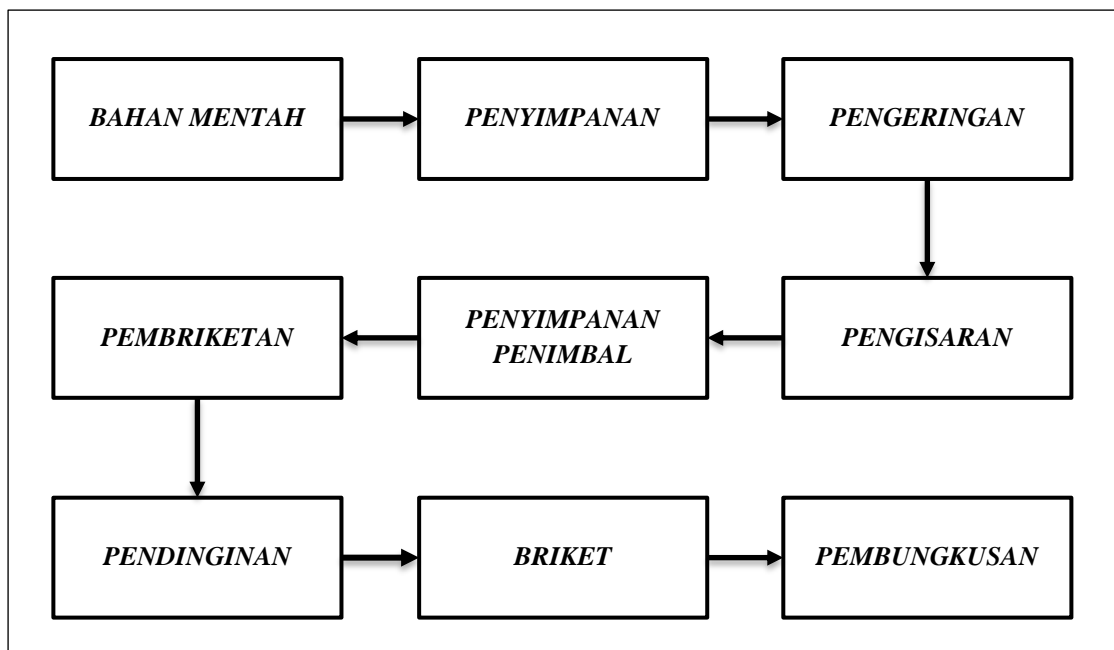 BAHAN MENTAH
PENYIMPANAN
PENGERINGAN
PEMBRIKETAN
PENYIMPANAN
PENIMBAL
PENGISARAN
PENDINGINAN
BRIKET
PEMBUNGKUSAN